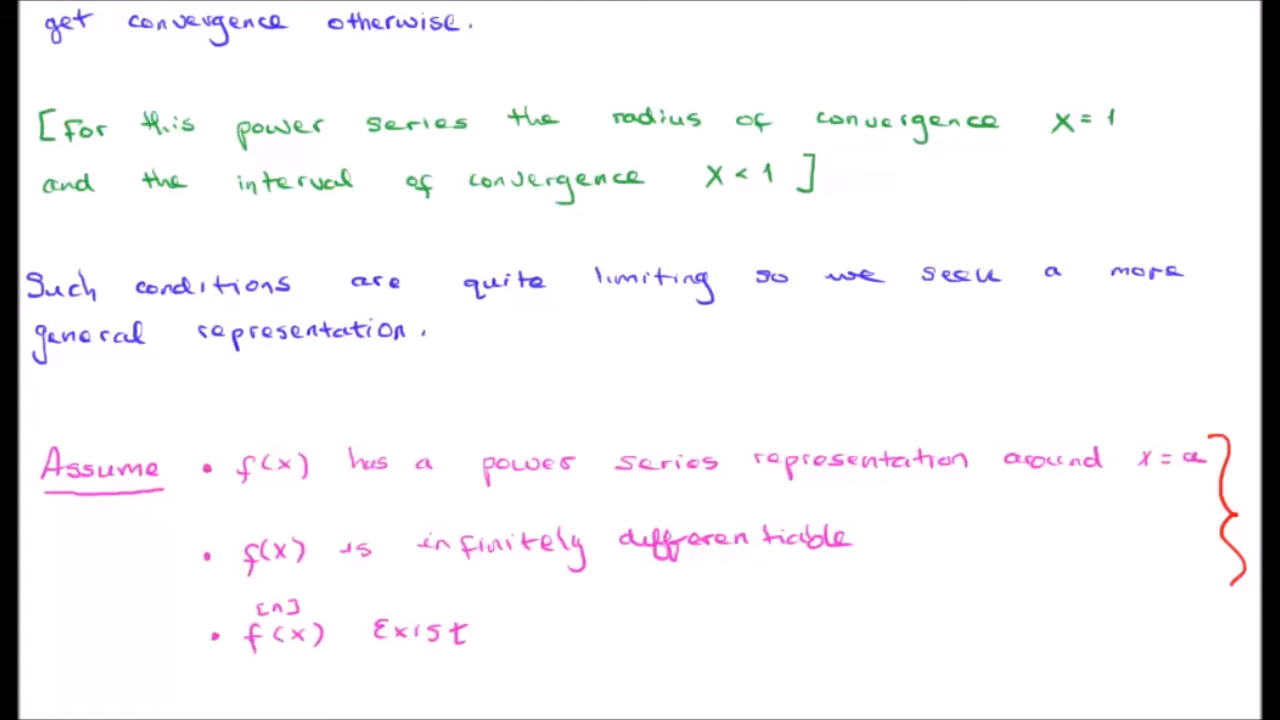 get convergence otherwise.
[For this power series the radius of convergence x = 1
and the interval of convergence x < 1 ]
Such conditions are quite limiting so we seek a more
general representation.
Assume • f(x) has a power series representation around x = a
• f(x) is infinitely differentiable
• f[n](x) Exist